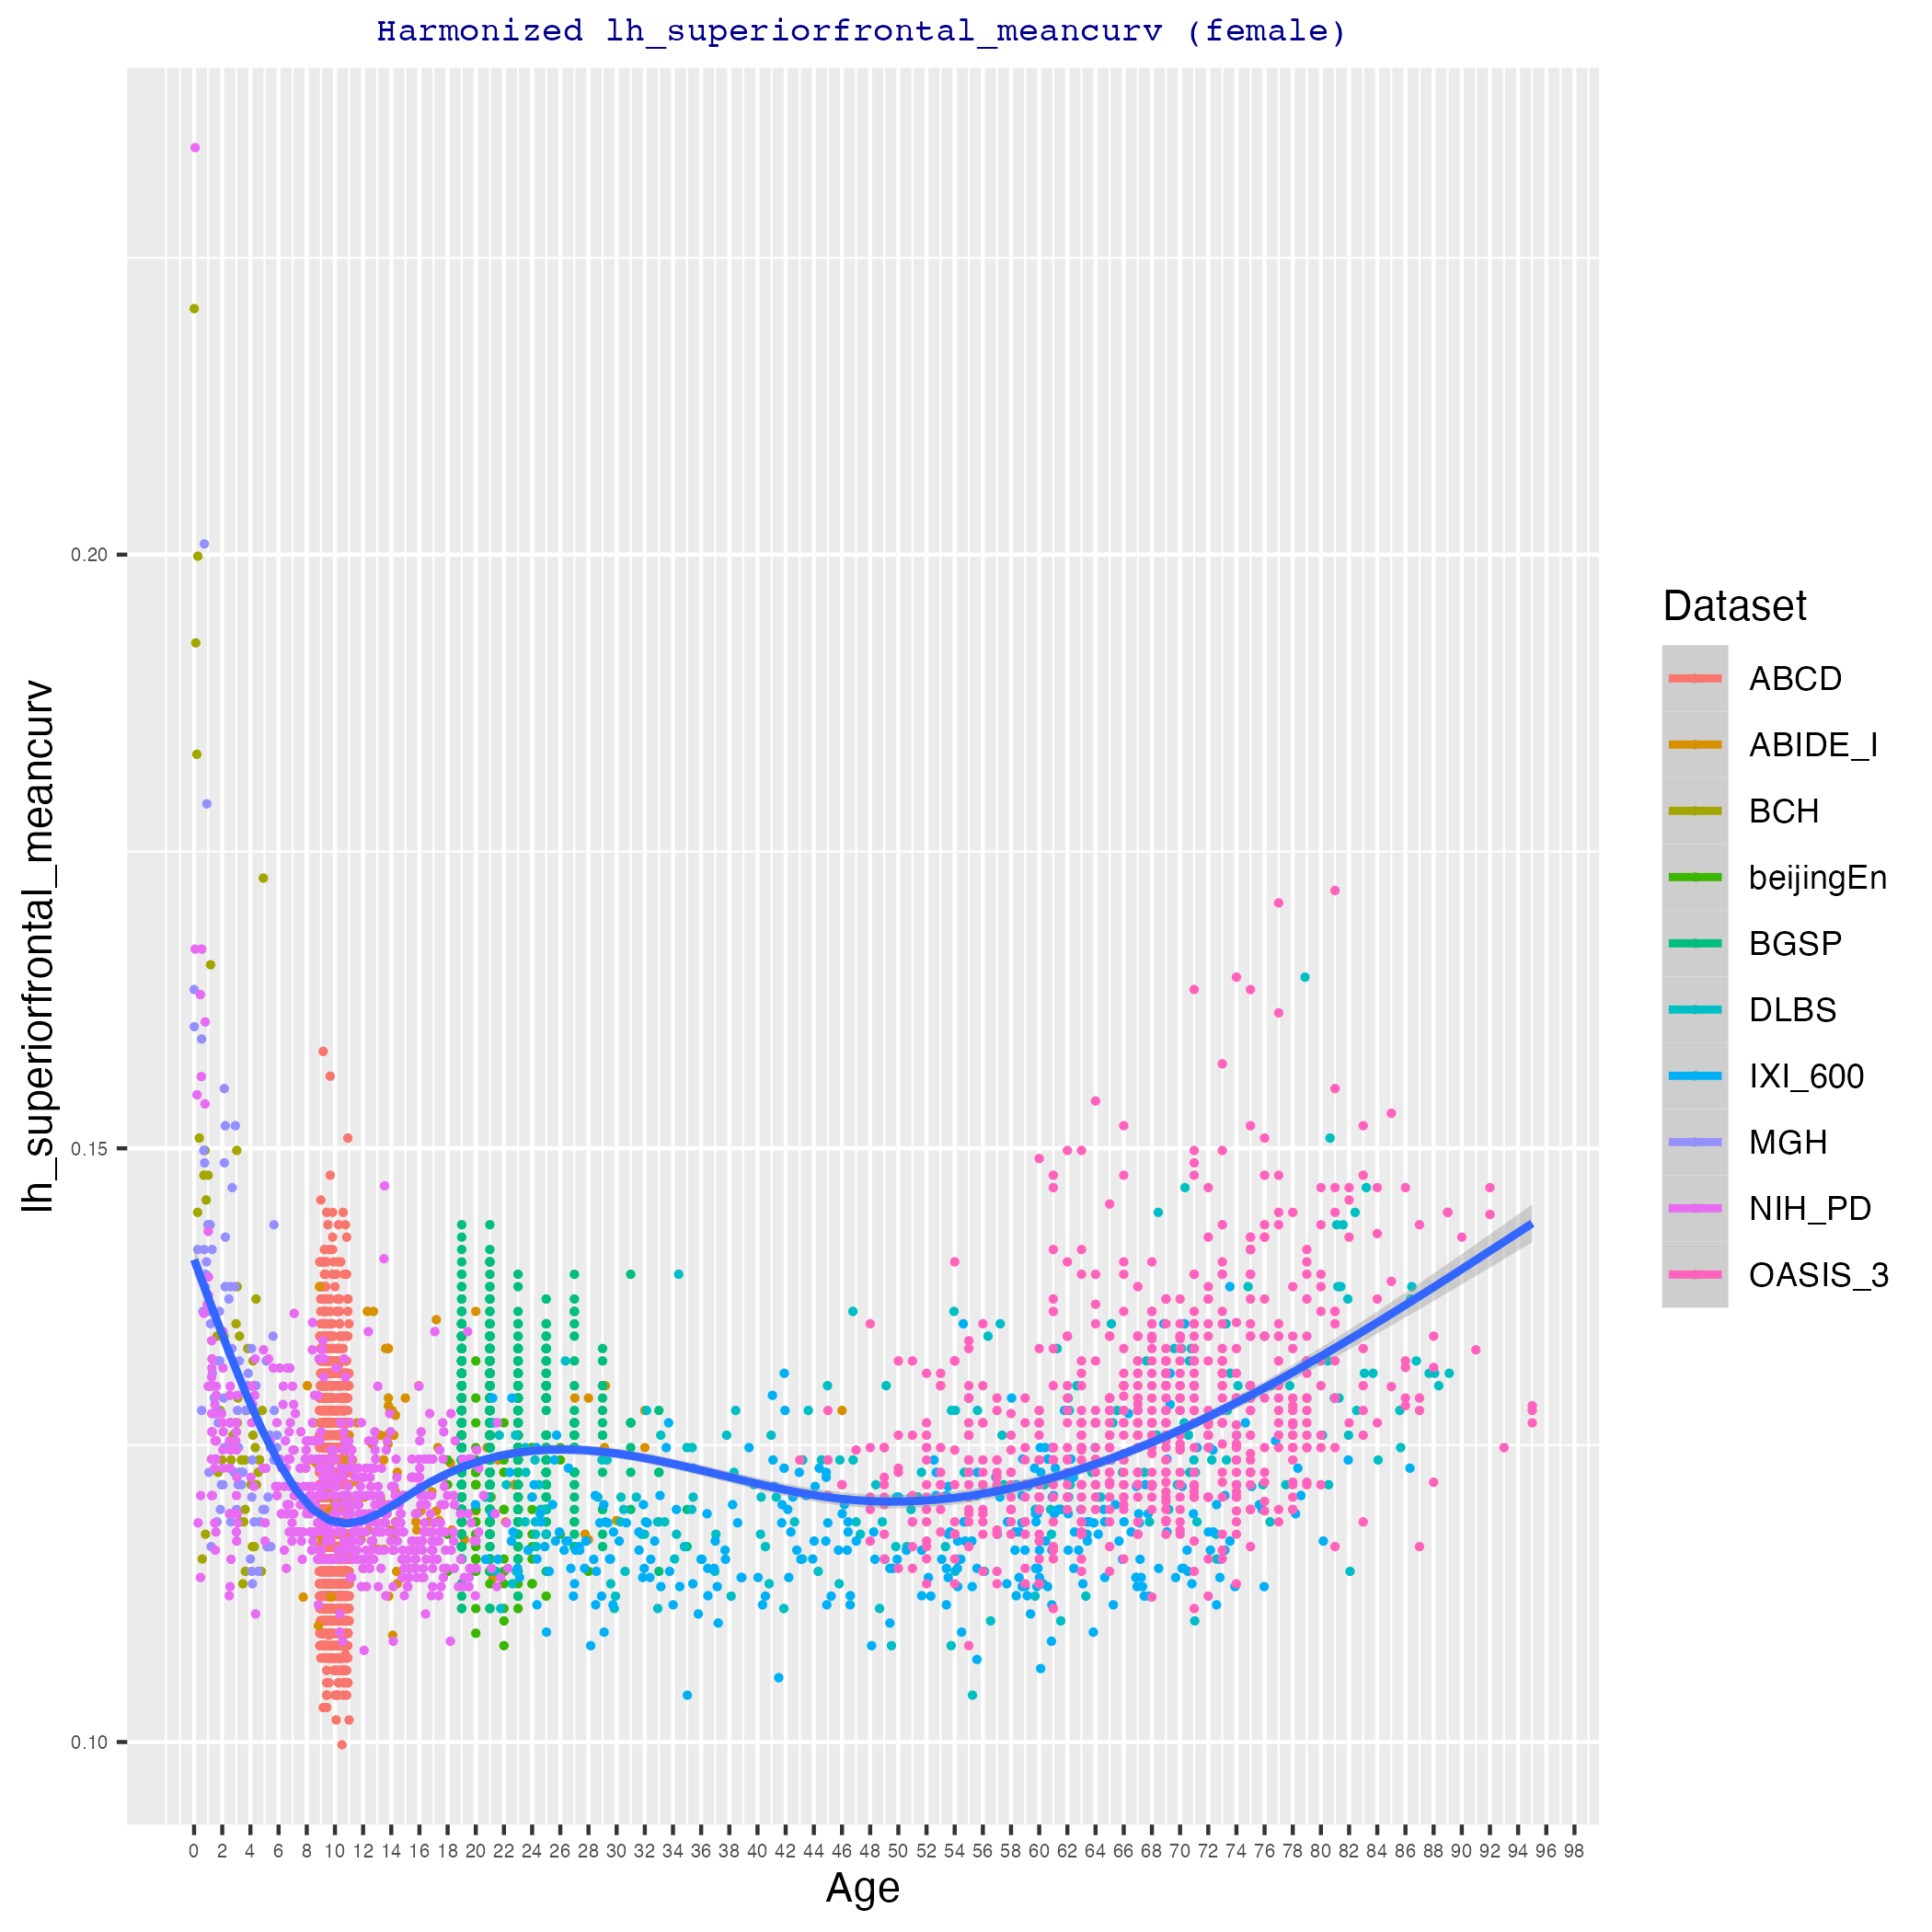 Harmonized lh_superiorfrontal_meancurv (female)
lh_superiorfrontal_meancurv
0.20
0.15
0.10
0 2 4 6 8 10 12 14 16 18 20 22 24 26 28 30 32 34 36 38 40 42 44 46 48 50 52 54 56 58 60 62 64 66 68 70 72 74 76 78 80 82 84 86 88 90 92 94 96 98
Age
Dataset
ABCD
ABIDE_I
BCH
beijingEn
BGSP
DLBS
IXI_600
MGH
NIH_PD
OASIS_3